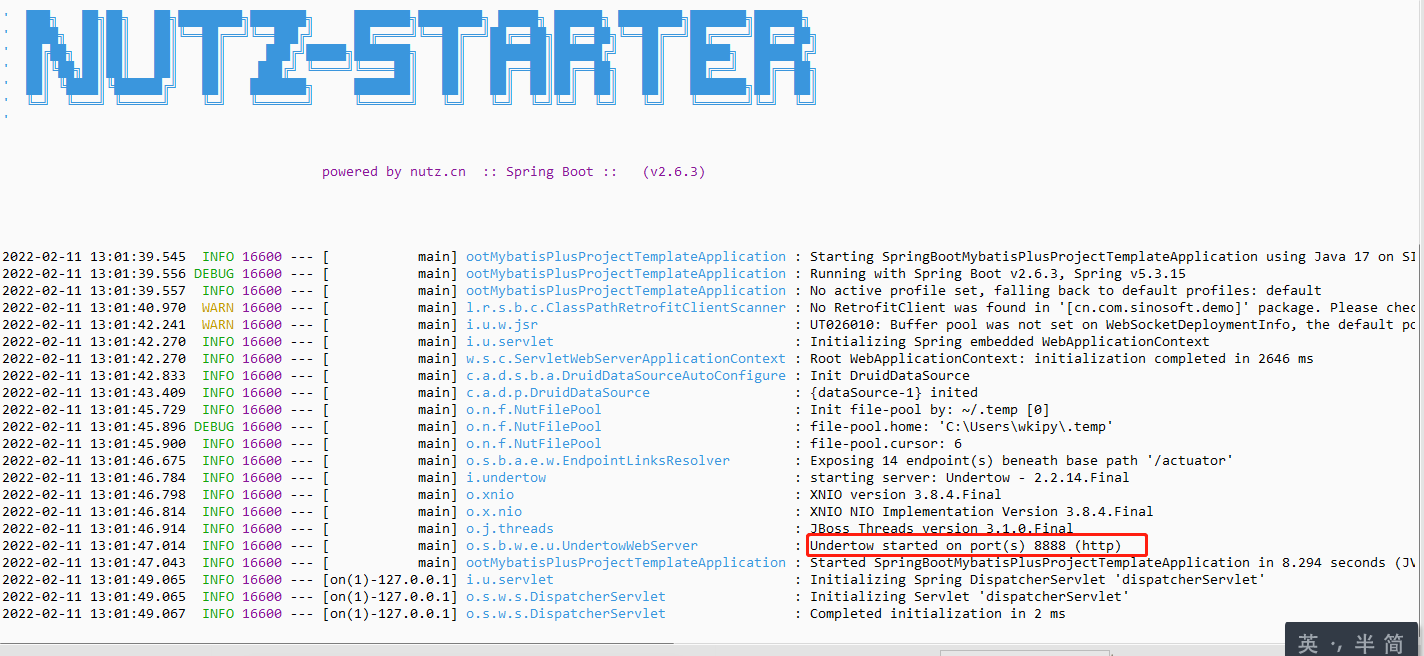 NUTZ-STARTER
powered by nutz.cn :: Spring Boot :: (v2.6.3)
2022-02-11 13:01:39.545 INFO 16600 --- [ main] ootMybatisPlusProjectTemplateApplication : Starting SpringBootMybatisPlusProjectTemplateApplication using Java 17 on
2022-02-11 13:01:39.556 DEBUG 16600 --- [ main] ootMybatisPlusProjectTemplateApplication : Running with Spring Boot v2.6.3, Spring v5.3.15
2022-02-11 13:01:39.557 INFO 16600 --- [ main] ootMybatisPlusProjectTemplateApplication : No active profile set, falling back to default profiles: default
2022-02-11 13:01:40.970 WARN 16600 --- [ main] l.r.s.b.c.ClassPathRetrofitClientScanner : No RetrofitClient was found in '[cn.com.sinosoft.demo]' package. Please chec
2022-02-11 13:01:42.241 WARN 16600 --- [ main] i.u.w.jsr : UT026010: Buffer pool was not set on WebSocketDeploymentInfo, the default po
2022-02-11 13:01:42.270 INFO 16600 --- [ main] i.u.servlet : Initializing Spring embedded WebApplicationContext
2022-02-11 13:01:42.270 INFO 16600 --- [ main] w.s.c.ServletWebServerApplicationContext : Root WebApplicationContext: initialization completed in 2646 ms
2022-02-11 13:01:42.833 INFO 16600 --- [ main] c.a.d.s.b.a.DruidDataSourceAutoConfigure : Init DruidDataSource
2022-02-11 13:01:43.409 INFO 16600 --- [ main] c.a.d.p.DruidDataSource : {dataSource-1} inited
2022-02-11 13:01:45.729 INFO 16600 --- [ main] o.n.f.NutFilePool : Init file-pool by: ~/.temp [0]
2022-02-11 13:01:45.896 DEBUG 16600 --- [ main] o.n.f.NutFilePool : file-pool.home: 'C:\Users\wkipy\.temp'
2022-02-11 13:01:45.900 INFO 16600 --- [ main] o.n.f.NutFilePool : file-pool.cursor: 6
2022-02-11 13:01:46.675 INFO 16600 --- [ main] o.s.b.a.e.w.EndpointLinksResolver : Exposing 14 endpoint(s) beneath base path '/actuator'
2022-02-11 13:01:46.784 INFO 16600 --- [ main] i.undertow : starting server: Undertow - 2.2.14.Final
2022-02-11 13:01:46.798 INFO 16600 --- [ main] o.xnio : XNIO version 3.8.4.Final
2022-02-11 13:01:46.814 INFO 16600 --- [ main] o.x.nio : XNIO NIO Implementation Version 3.8.4.Final
2022-02-11 13:01:46.914 INFO 16600 --- [ main] o.j.threads : JBoss Threads version 3.1.0.Final
2022-02-11 13:01:47.014 INFO 16600 --- [ main] o.s.b.w.e.u.UndertowWebServer : Undertow started on port(s) 8888 (http)
2022-02-11 13:01:47.043 INFO 16600 --- [ main] ootMybatisPlusProjectTemplateApplication : Started SpringBootMybatisPlusProjectTemplateApplication in 8.294 seconds (JV
2022-02-11 13:01:49.065 INFO 16600 --- [on(1)-127.0.0.1] i.u.servlet : Initializing Spring DispatcherServlet 'dispatcherServlet'
2022-02-11 13:01:49.065 INFO 16600 --- [on(1)-127.0.0.1] o.s.w.s.DispatcherServlet : Initializing Servlet 'dispatcherServlet'
2022-02-11 13:01:49.067 INFO 16600 --- [on(1)-127.0.0.1] o.s.w.s.DispatcherServlet : Completed initialization in 2 ms
英 ·, 半 简